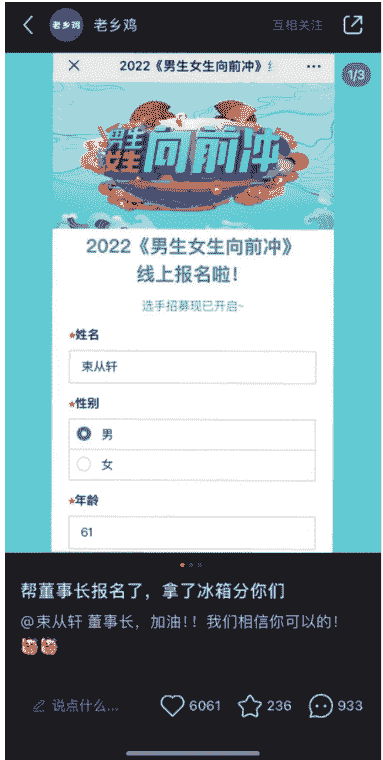 老乡鸡
老乡鸡
互相关注
2022《男生女生向前冲》
1/3
男生
女生
向前冲
2022《男生女生向前冲》
线上报名啦！
选手招募现已开启~
*姓名
束从轩
*性别
男
女
*年龄
61
帮董事长报名了，拿了冰箱分你们
@束从轩 董事长，加油！！我们相信你可以的！
说点什么...
6061
236
933